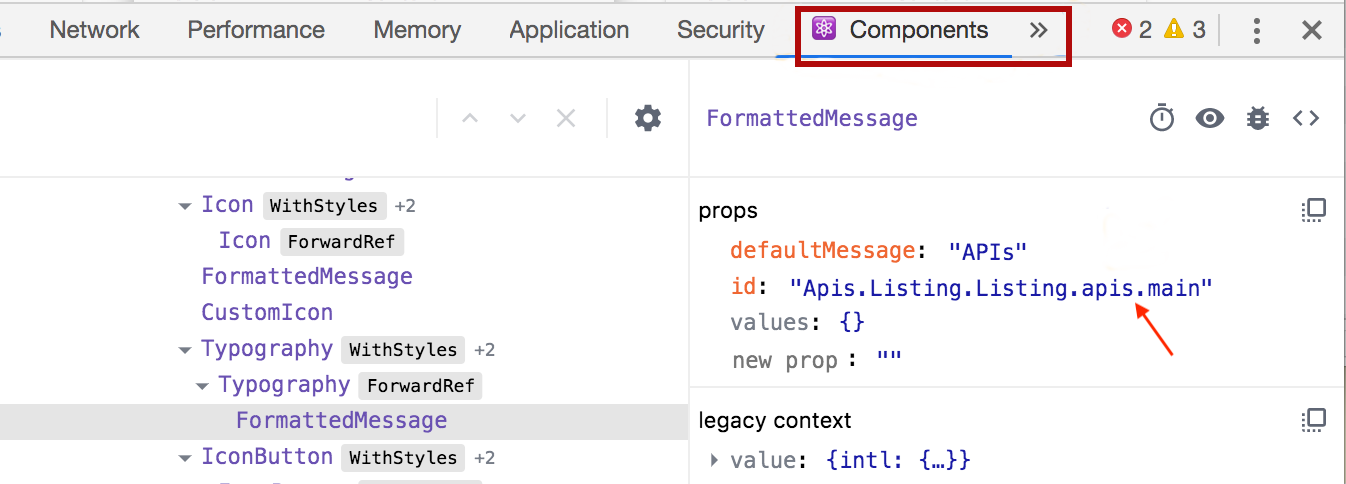 Network Performance Memory Application Security Components 2 3
FormattedMessage
Icon WithStyles +2
Icon ForwardRef
FormattedMessage
CustomIcon
Typography WithStyles +2
Typography ForwardRef
FormattedMessage
IconButton WithStyles +2
props
defaultMessage: "APIs"
id: "Apis.Listing.Listing.apis.main"
values: {}
new prop : ""
legacy context
value: {intl: {…}}